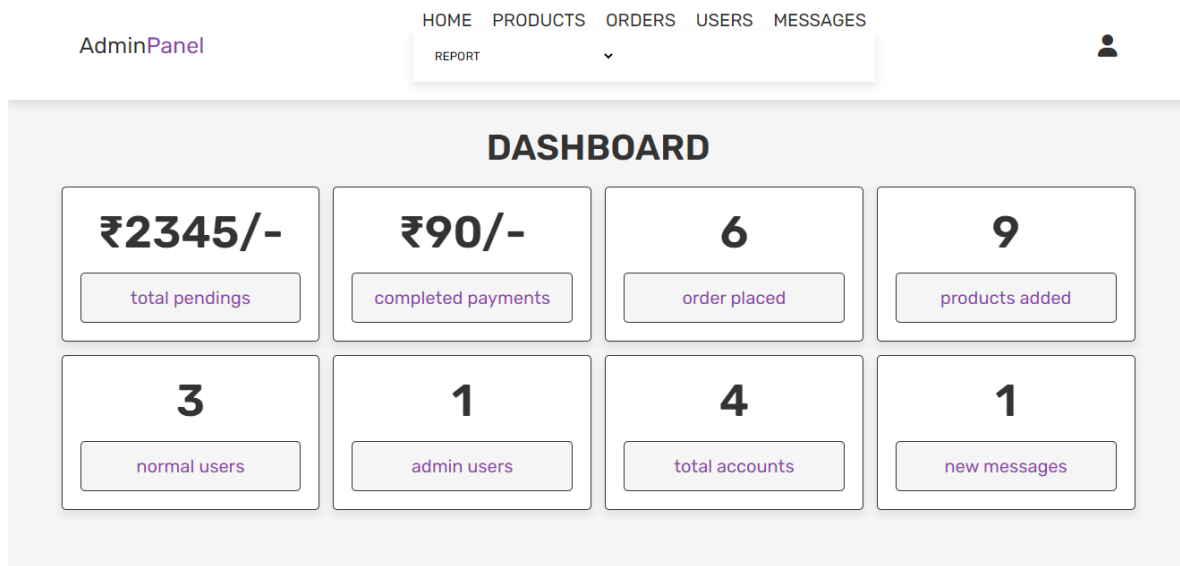 HOME PRODUCTS ORDERS USERS MESSAGES
AdminPanel
REPORT
DASHBOARD
₹2345/- ₹90/- 6 9
total pendings completed payments order placed products added
3 1 4 1
normal users admin users total accounts new messages